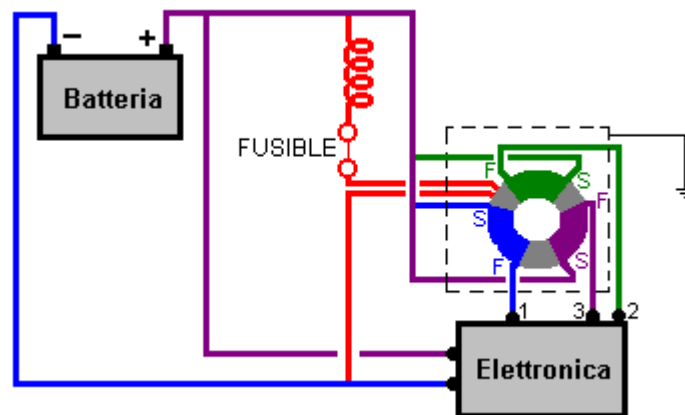 − +
Batteria
FUSIBLE
F
S
F
S
S
F
1 3 2
Elettronica